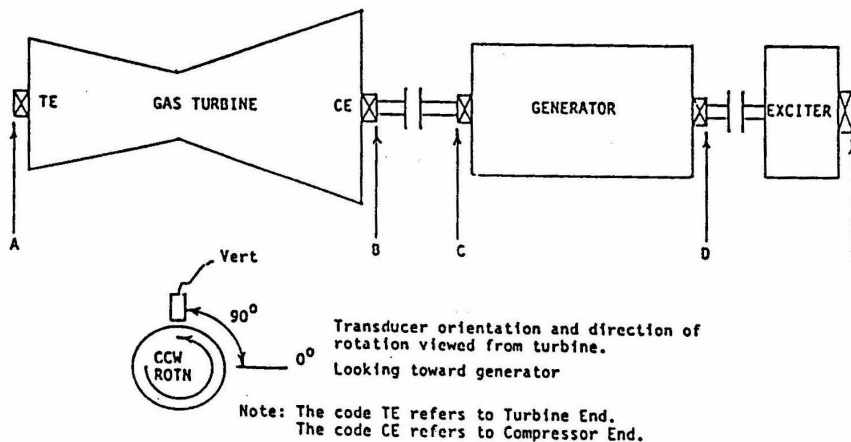 TE GAS TURBINE CE GENERATOR EXCITER
A B C D
Vert
90°
0°
CCW
ROTN
Transducer orientation and direction of
rotation viewed from turbine.
Looking toward generator
Note: The code TE refers to Turbine End.
The code CE refers to Compressor End.